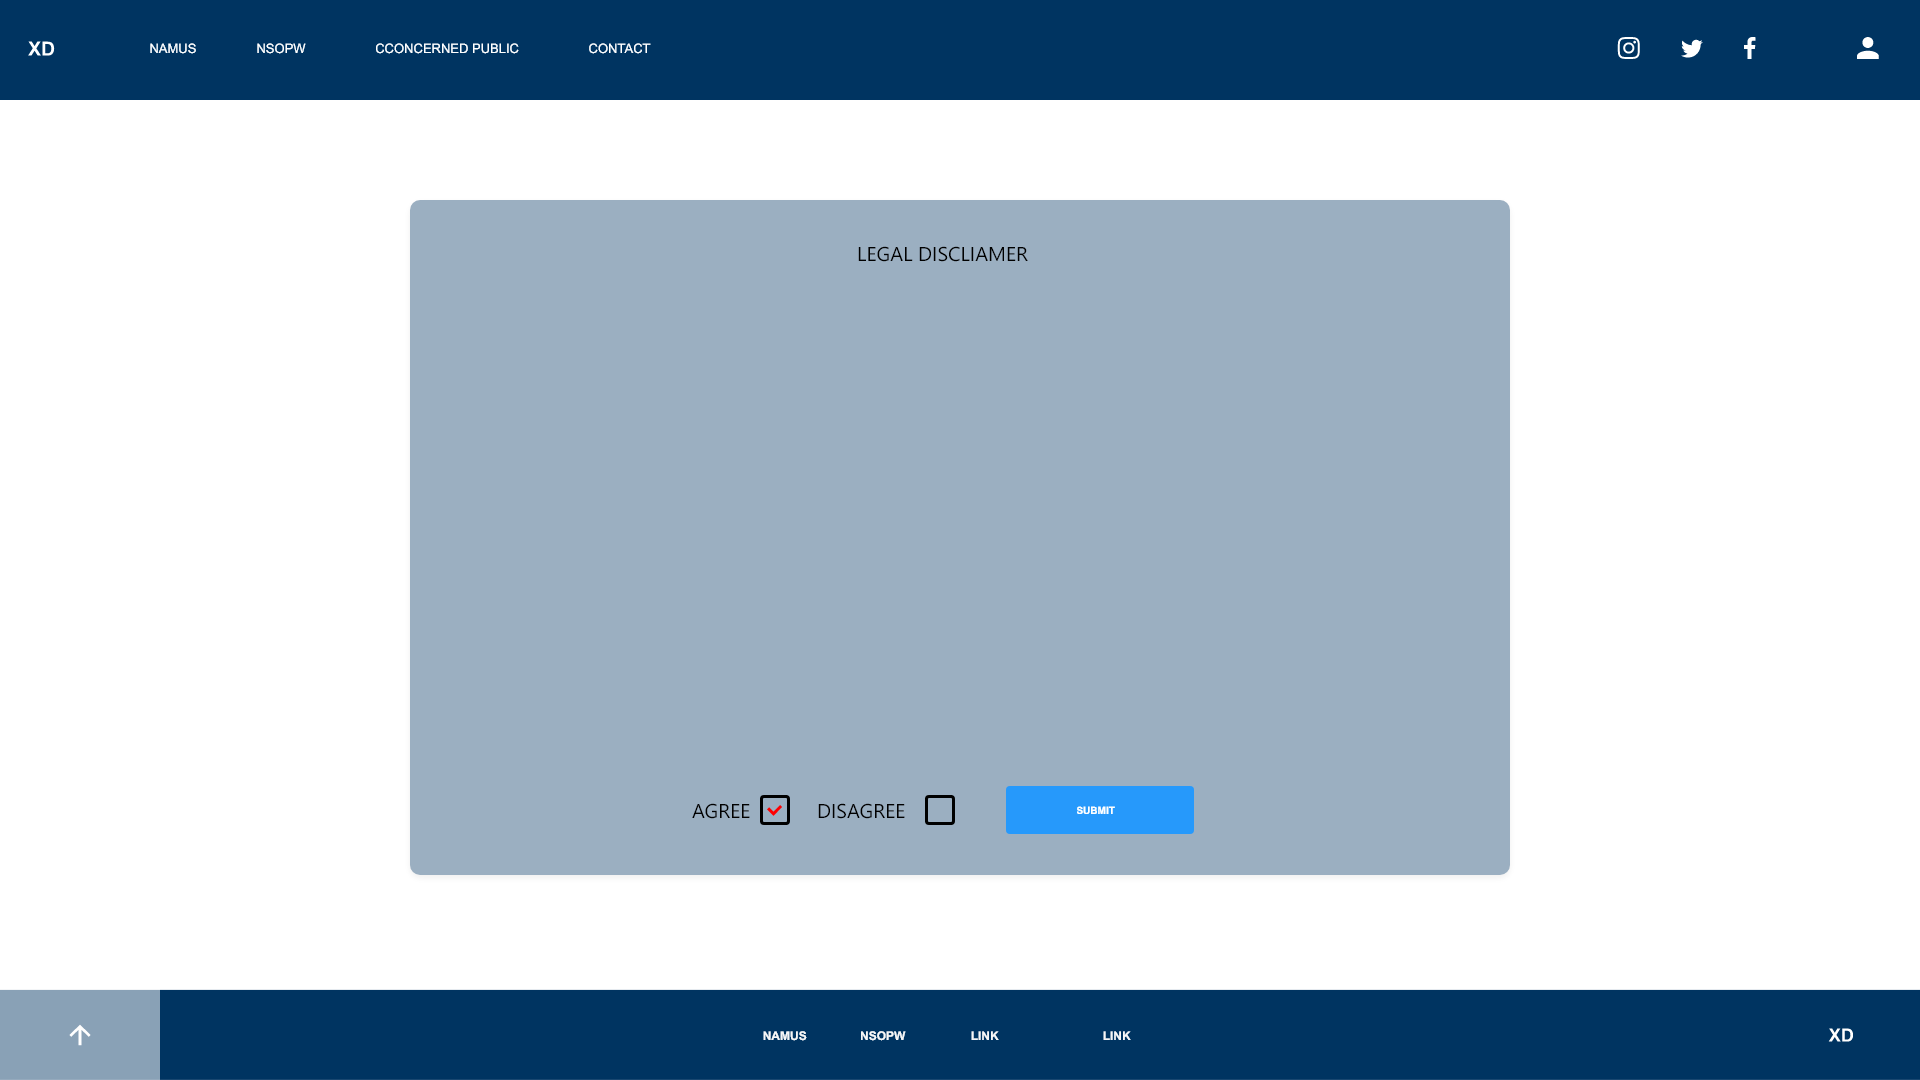 XD NAMUS NSOPW CCONCERNED PUBLIC CONTACT
LEGAL DISCLIAMER
AGREE DISAGREE SUBMIT
NAMUS NSOPW LINK LINK XD